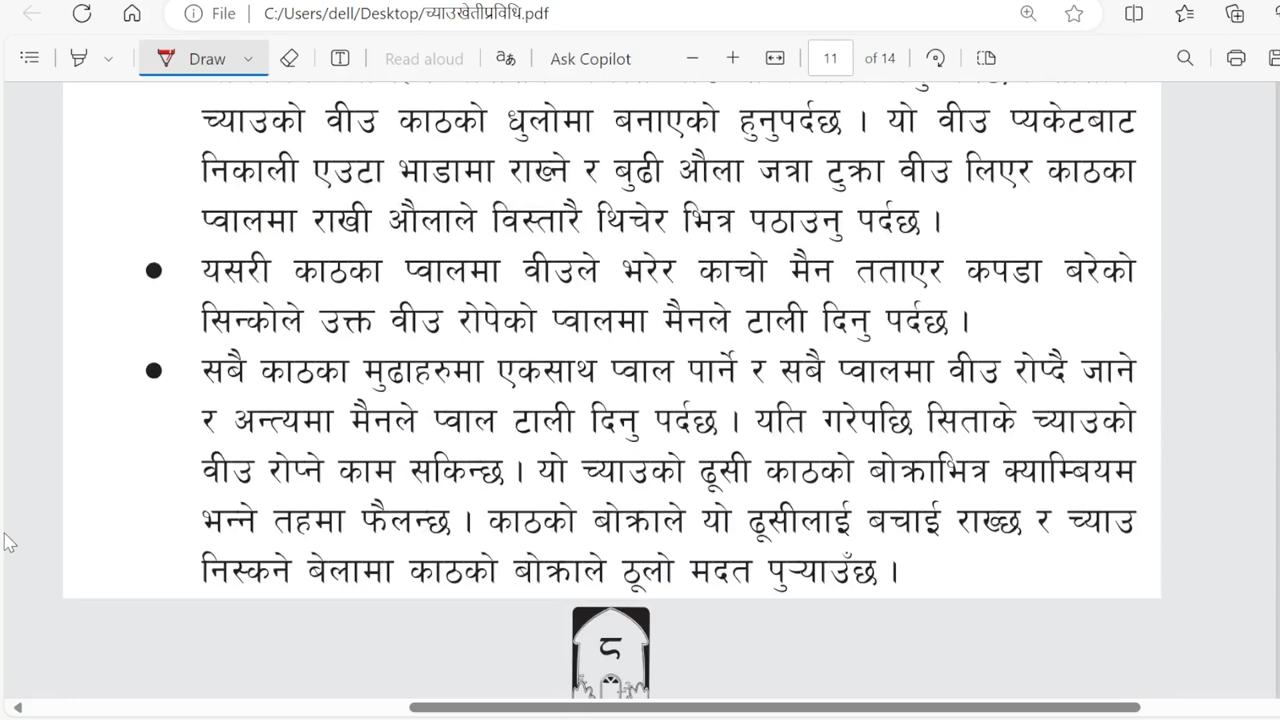 File C:/Users/dell/Desktop/च्याउखेतीप्रविधि.pdf
Draw Read aloud Ask Copilot 11 of 14
च्याउको वीउ काठको धुलोमा बनाएको हुनुपर्दछ । यो वीउ प्यकेटबाट
निकाली एउटा भाडामा राख्ने र बुढी औला जत्रा टुक्रा वीउ लिएर काठका
प्वालमा राखी औलाले विस्तारै थिचेर भित्र पठाउनु पर्दछ ।
● यसरी काठका प्वालमा वीउले भरेर काचो मैन तताएर कपडा बरेको
सिन्कोले उक्त वीउ रोपेको प्वालमा मैनले टाली दिनु पर्दछ ।
● सबै काठका मुढाहरुमा एकसाथ प्वाल पार्ने र सबै प्वालमा वीउ रोप्दै जाने
र अन्त्यमा मैनले प्वाल टाली दिनु पर्दछ । यति गरेपछि सिताके च्याउको
वीउ रोप्ने काम सकिन्छ । यो च्याउको ढूसी काठको बोक्राभित्र क्याम्बियम
भन्ने तहमा फैलन्छ । काठको बोक्राले यो ढूसीलाई बचाई राख्छ र च्याउ
निस्कने बेलामा काठको बोक्राले ठूलो मदत पुऱ्याउँछ ।
८